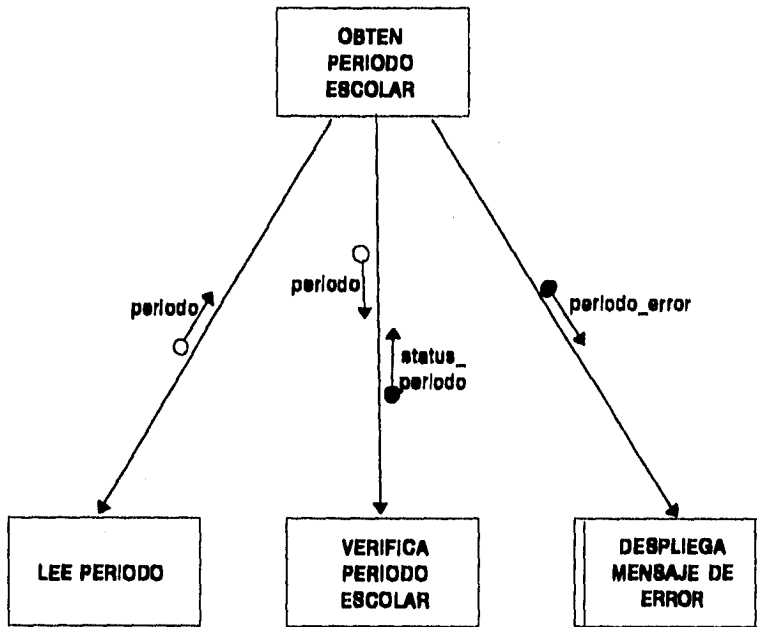 OBTEN
PERIODO
ESCOLAR
periodo
periodo
periodo_error
status_
periodo
LEE PERIODO
VERIFICA
PERIODO
ESCOLAR
DESPLIEGA
MENSAJE DE
ERROR